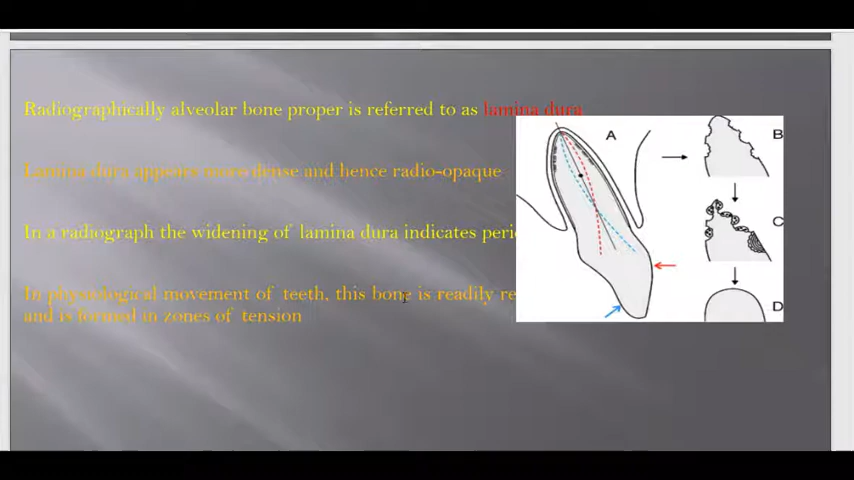 Radiographically alveolar bone proper is referred to as lamina dura
Lamina dura appears more dense and hence radio-opaque
In a radiograph the widening of lamina dura indicates
In physiological movement of teeth, this bone is readily
and is formed in zones of tension
A
B
C
D